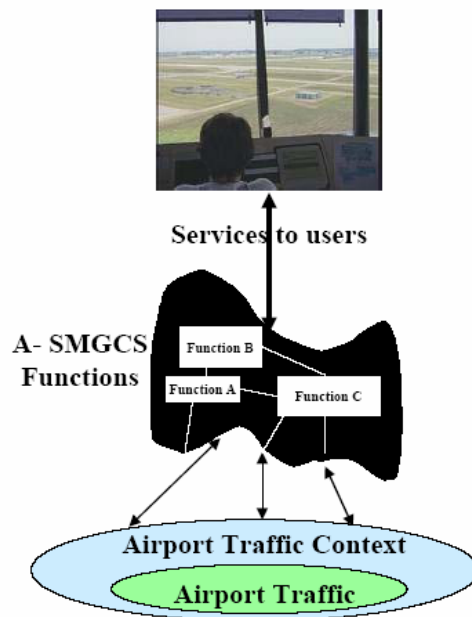 Services to users
A- SMGCS
Functions
Function B
Function A
Function C
Airport Traffic Context
Airport Traffic